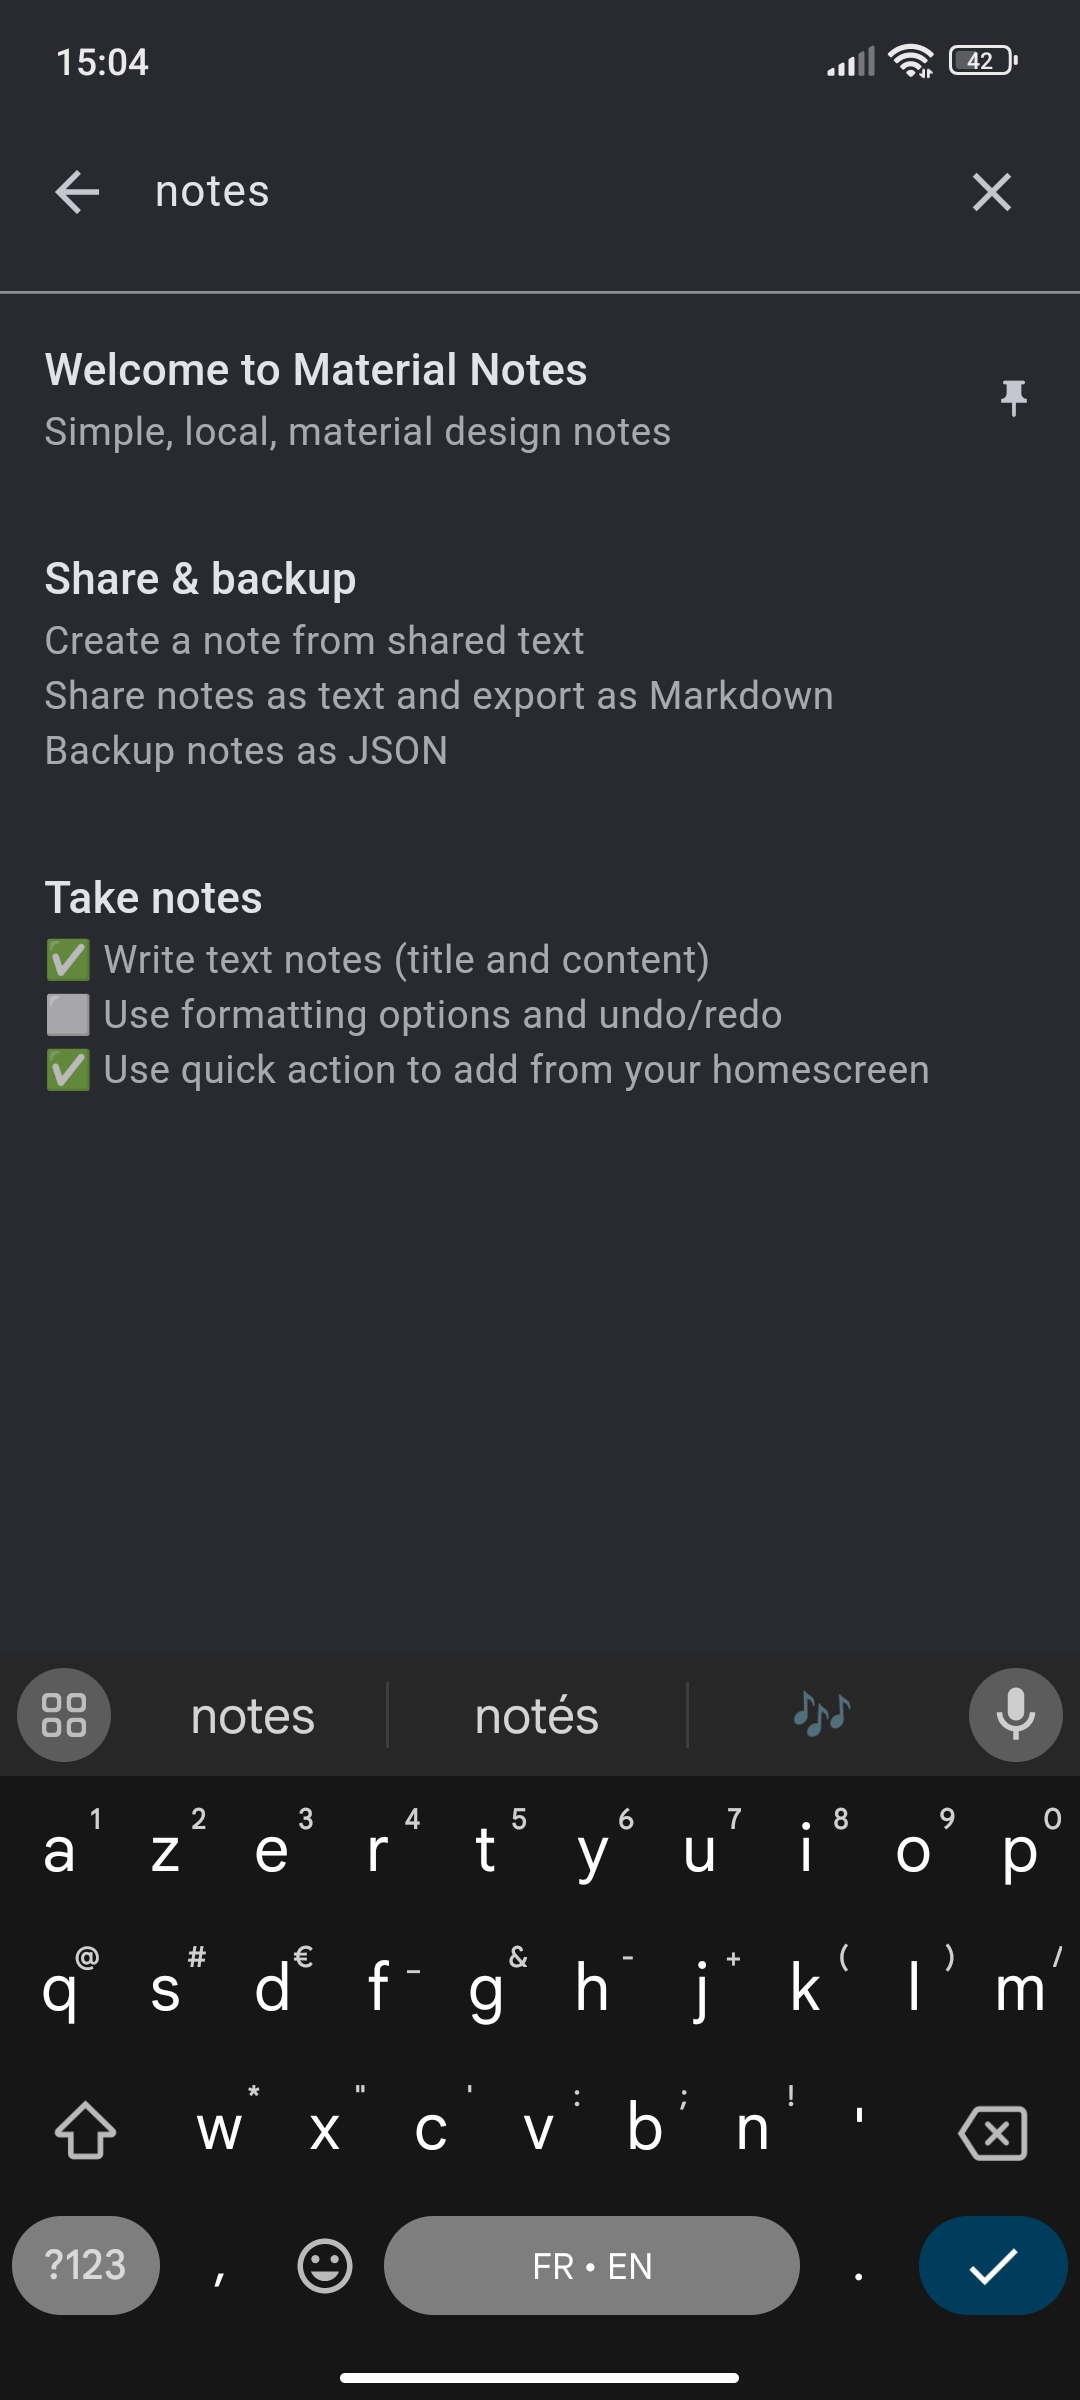 15:04
42
notes
Welcome to Material Notes
Simple, local, material design notes
Share & backup
Create a note from shared text
Share notes as text and export as Markdown
Backup notes as JSON
Take notes
✅ Write text notes (title and content)
⬜ Use formatting options and undo/redo
✅ Use quick action to add from your homescreen
notes notés 🎶
a 1 z 2 e 3 r 4 t 5 y 6 u 7 i 8 o 9 p 0
q @ s # d € f _ g & h - j + k ( l ) m /
w * x " c ' v : b ; n ! '
?123 , FR • EN .